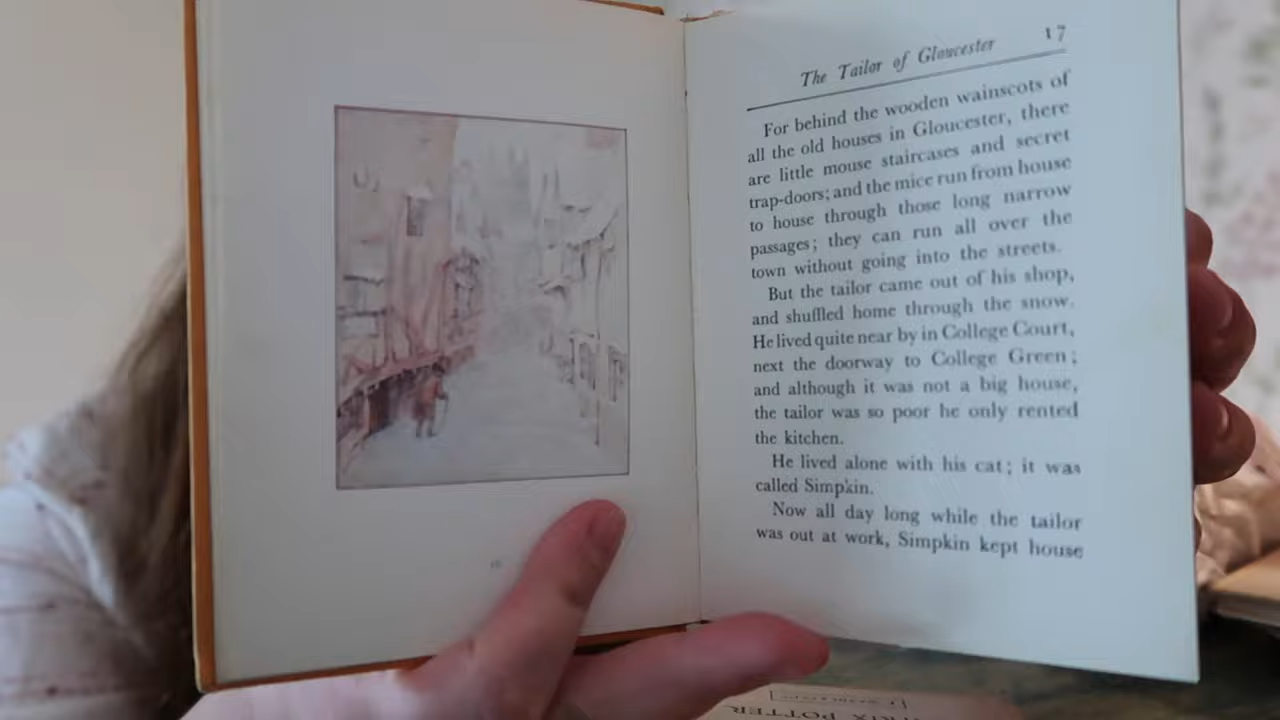 The Tailor of Gloucester 17
For behind the wooden wainscots of
all the old houses in Gloucester, there
are little mouse staircases and secret
trap-doors; and the mice run from house
to house through those long narrow
passages; they can run all over the
town without going into the streets.
But the tailor came out of his shop,
and shuffled home through the snow.
He lived quite near by in College Court,
next the doorway to College Green;
and although it was not a big house,
the tailor was so poor he only rented
the kitchen.
He lived alone with his cat; it was
called Simpkin.
Now all day long while the tailor
was out at work, Simpkin kept house
POTTER